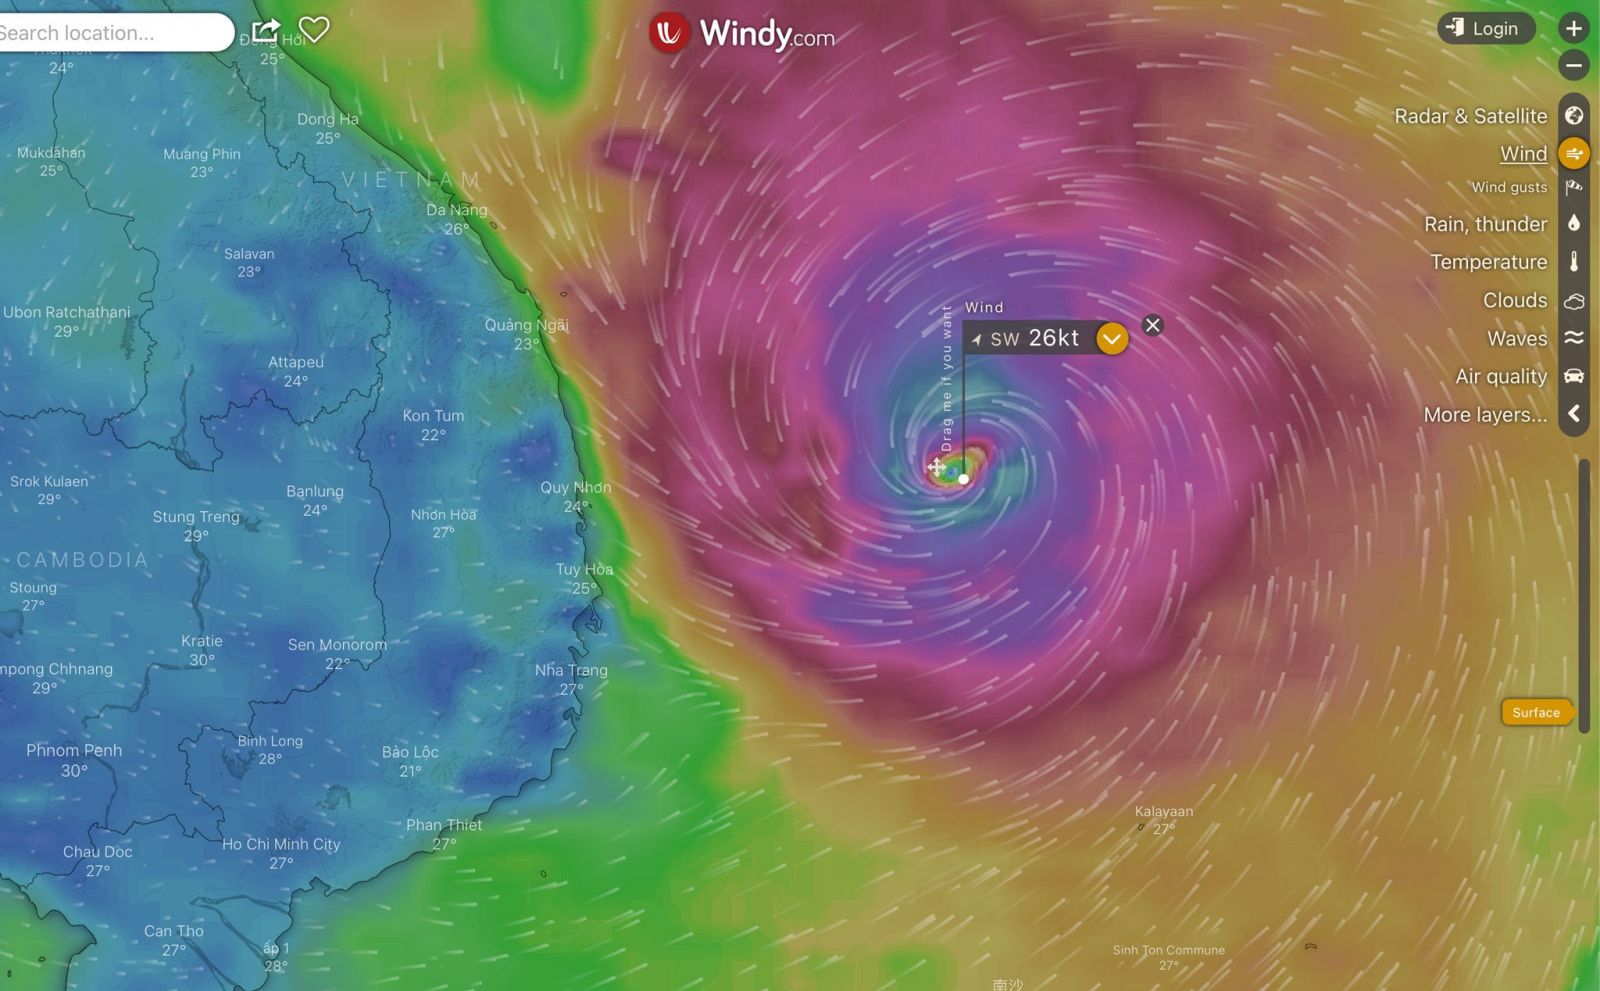 Search location...
Windy.com
Login
24°
Đồng Hới
25°
Dong Ha
25°
Mukdahan
25°
Muang Phin
23°
VIETNAM
Da Nang
26°
Salavan
23°
Ubon Ratchathani
29°
Quảng Ngãi
23°
Attapeu
24°
Kon Tum
22°
Srok Kulaen
29°
Banlung
24°
Stung Treng
29°
Quy Nhơn
24°
Nhơn Hòa
27°
CAMBODIA
Stoung
27°
Tuy Hòa
25°
Kratie
30°
Sen Monorom
22°
mpong Chhnang
29°
Nha Trang
27°
Phnom Penh
30°
Bình Long
28°
Bảo Lộc
21°
Phan Thiet
27°
Chau Doc
27°
Ho Chi Minh City
27°
Can Tho
27°
ấp 1
28°
Wind
SW 26kt
Drag me if you want
Kalayaan
27°
Sinh Ton Commune
27°
南沙
Radar & Satellite
Wind
Wind gusts
Rain, thunder
Temperature
Clouds
Waves
Air quality
More layers...
Surface